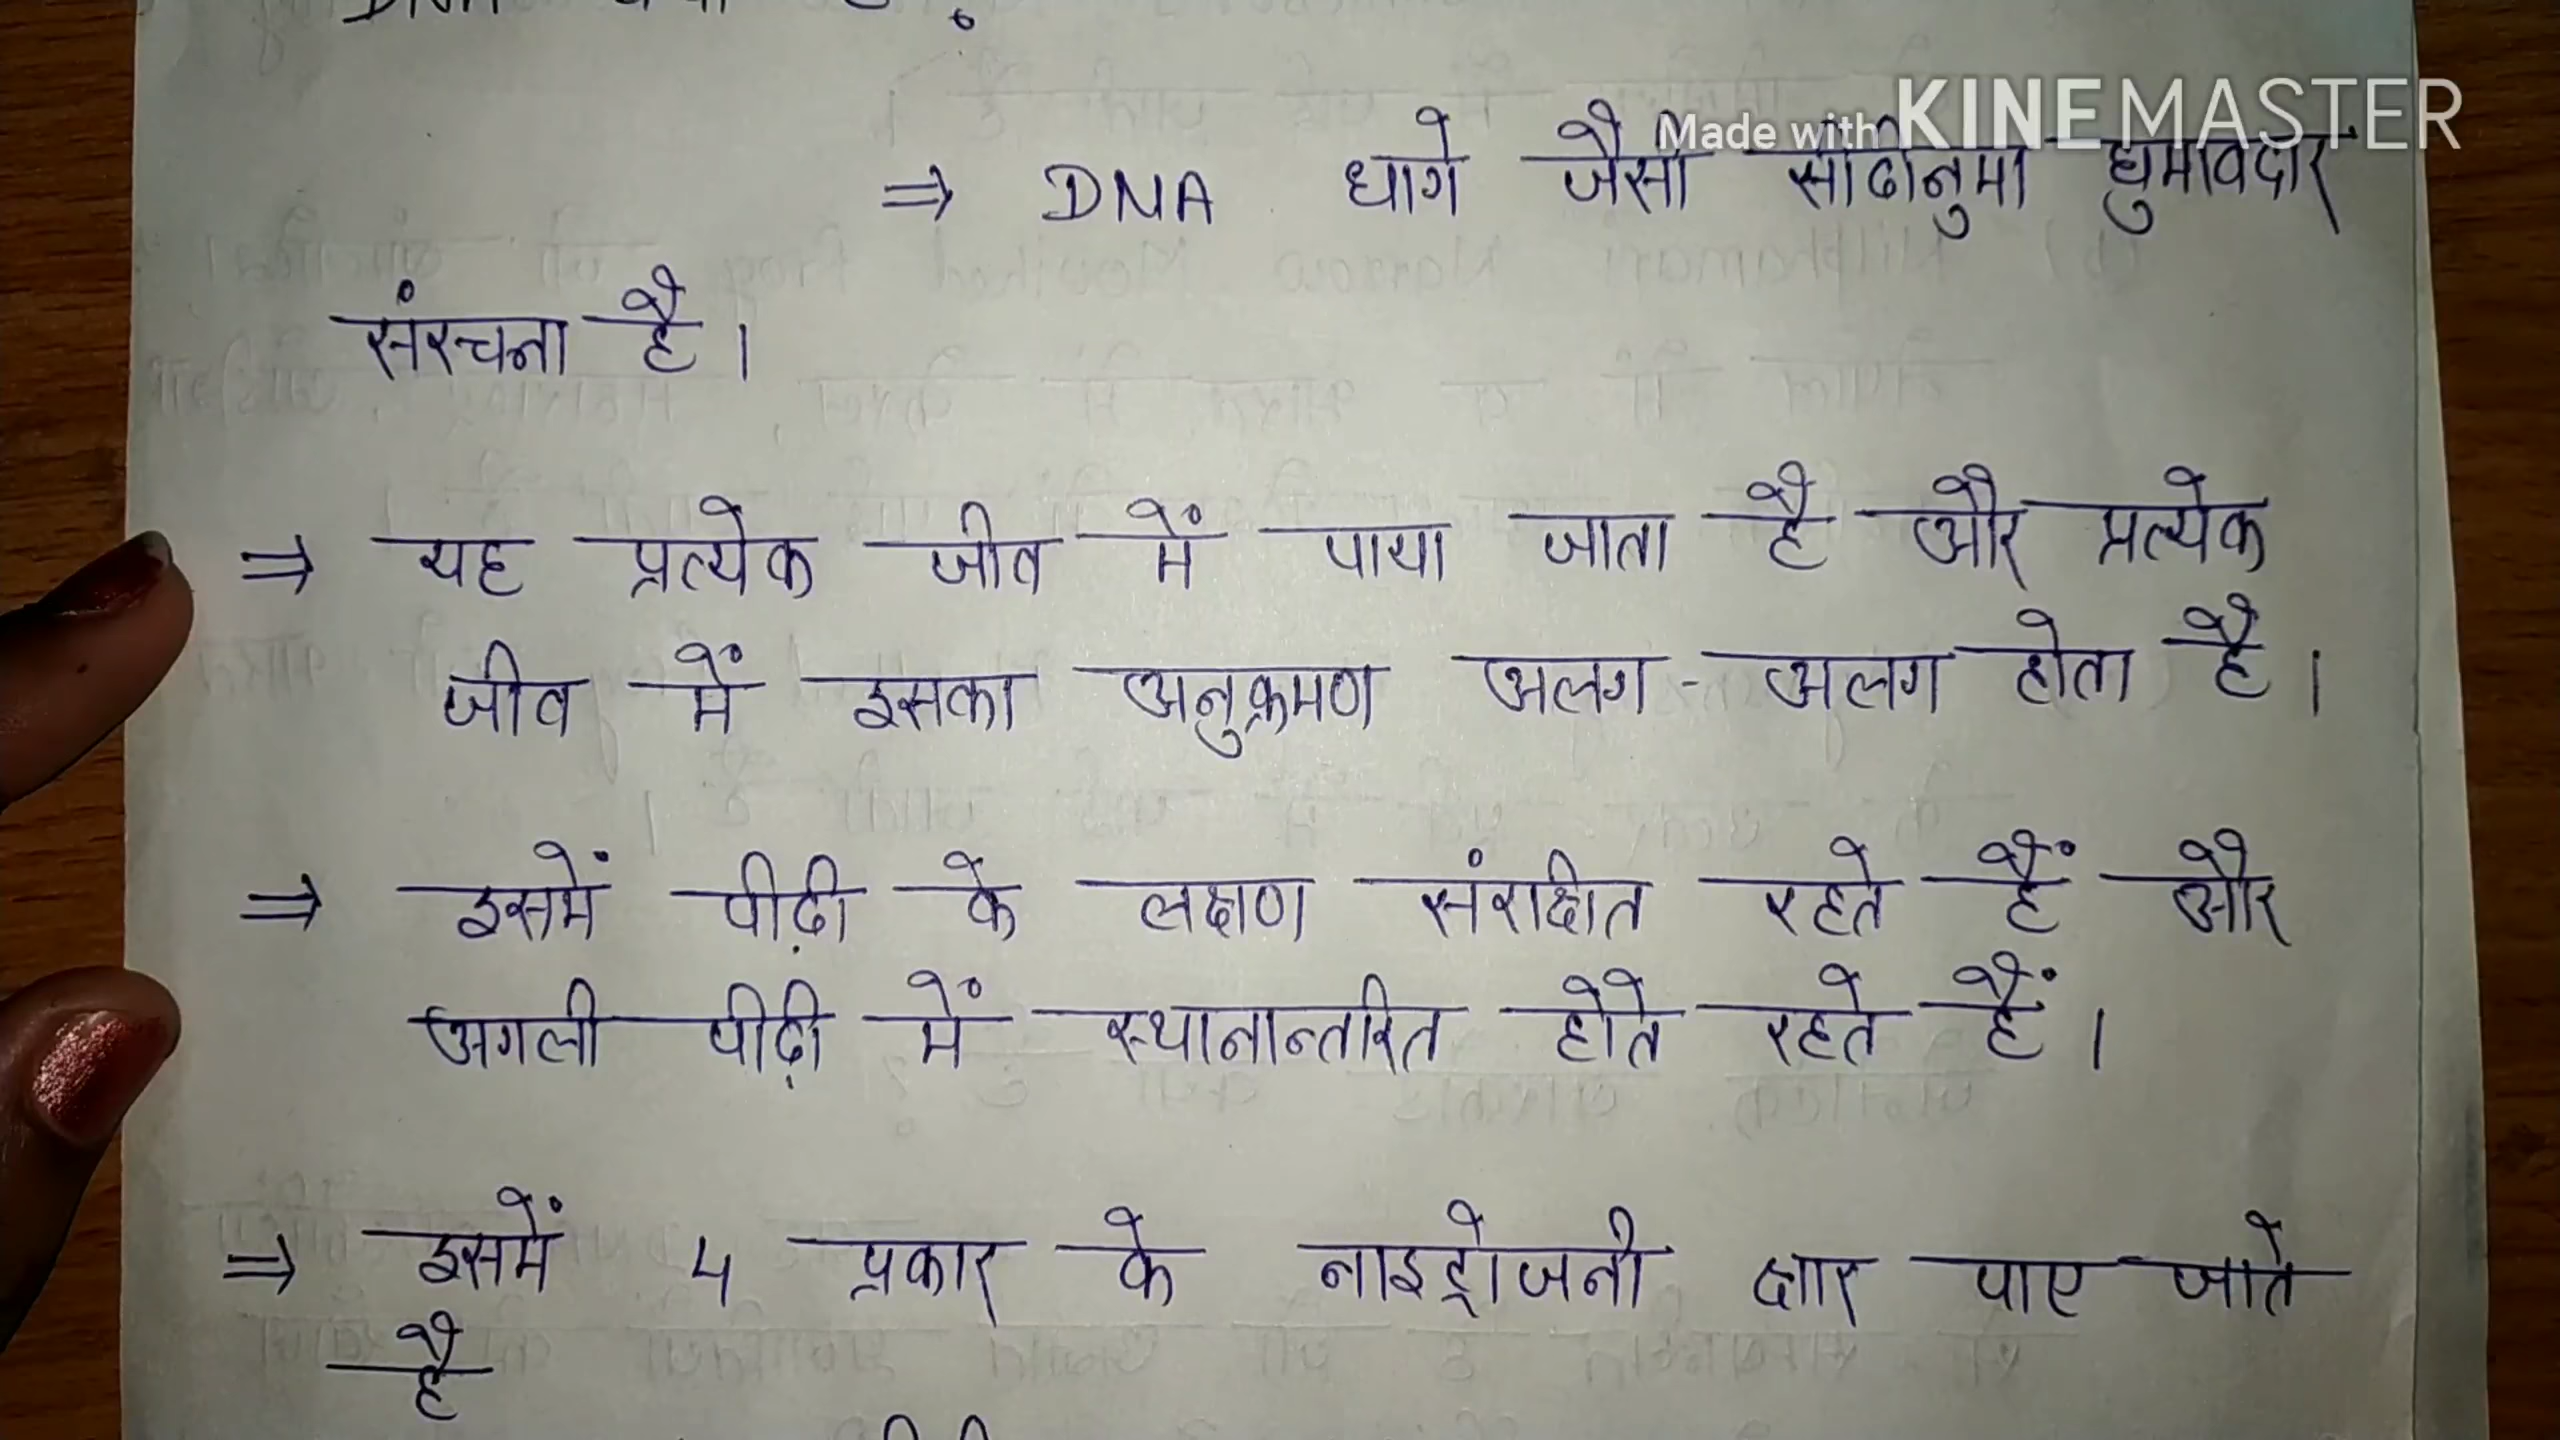 DNA क्या है ?
Made with KINEMASTER
⇒ DNA धागे जैसी सीढीनुमा घुमावदार
संरचना है।
⇒ यह प्रत्येक जीव में पाया जाता है और प्रत्येक
जीव में इसका अनुक्रमण अलग - अलग होता है।
⇒ इसमें पीढ़ी के लक्षण संरक्षित रहते हैं और
अगली पीढ़ी में स्थानान्तरित होते रहते हैं।
⇒ इसमें 4 प्रकार के नाइट्रोजनी क्षार पाए जाते
है